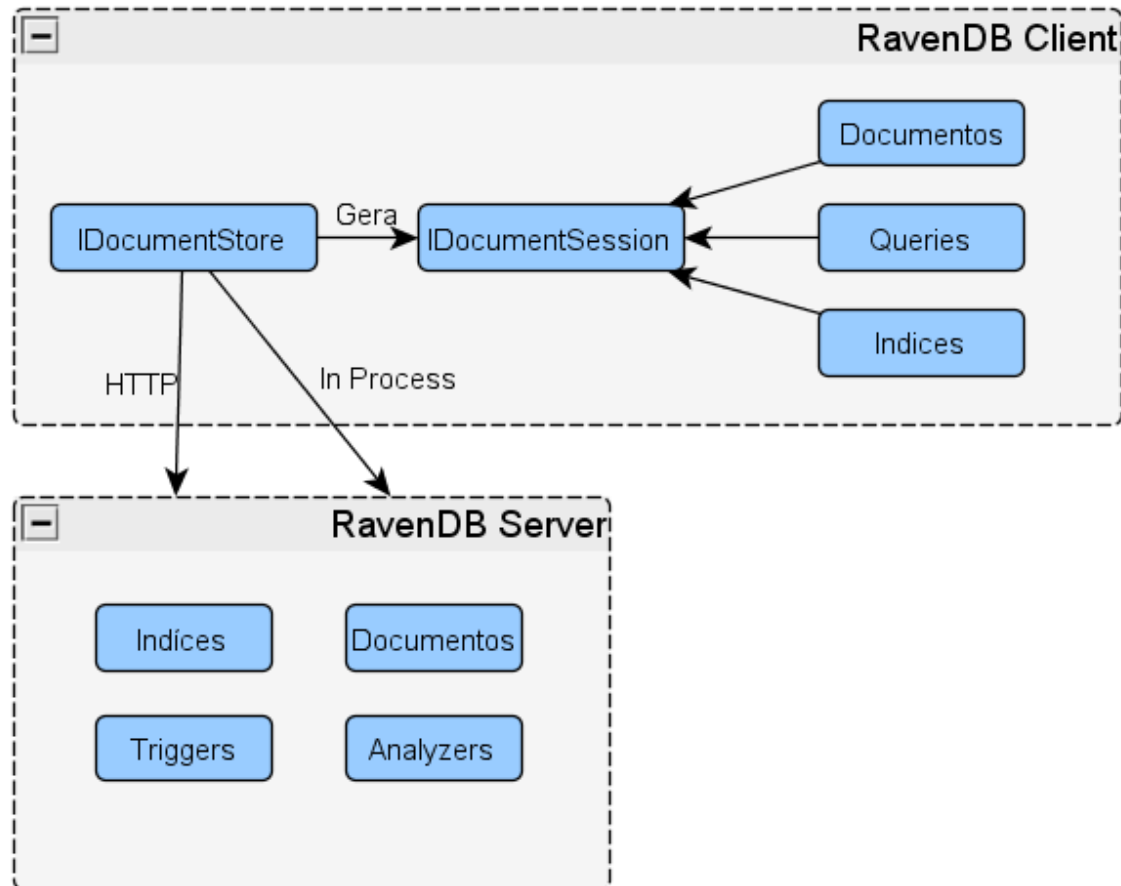 RavenDB Client
Documentos
Gera
IDocumentStore
IDocumentSession
Queries
Indices
HTTP
In Process
RavenDB Server
Indíces
Documentos
Triggers
Analyzers